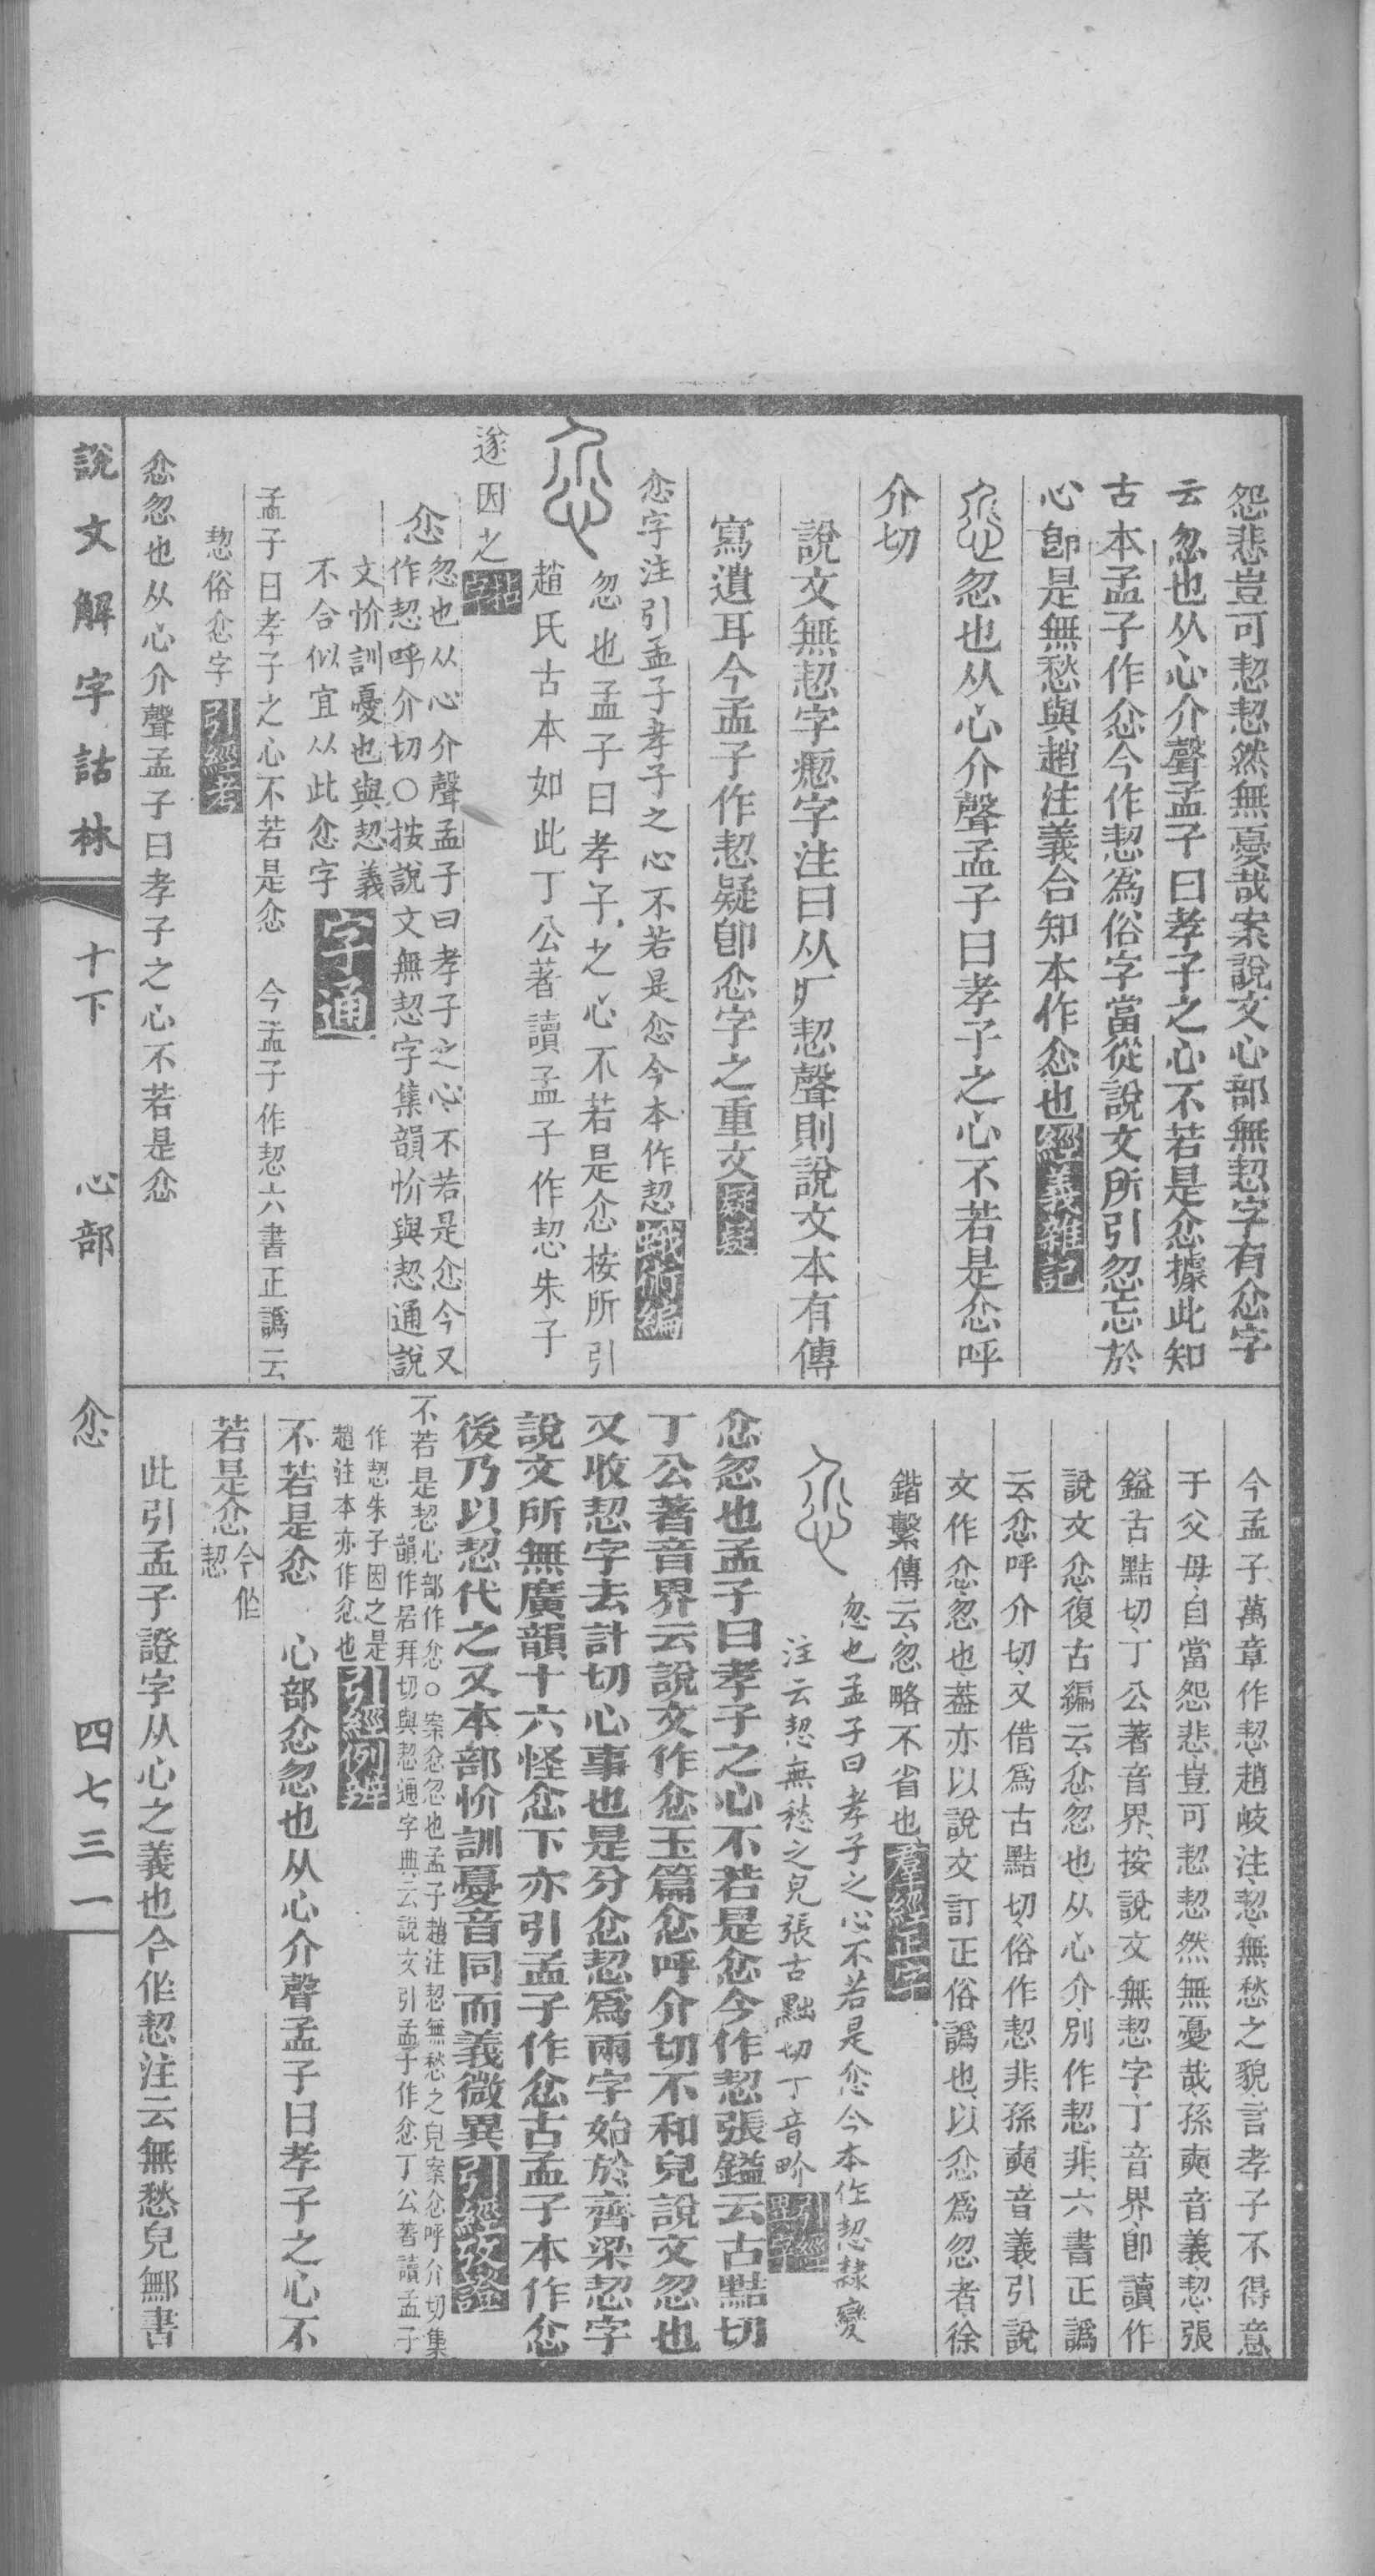 怨悲豈可恝恝然無憂哉案說文心部無恝字有忿字
云忽也从心介聲孟子曰孝子之心不若是忿據此知
古本孟子作忿今作恝為俗字當從說文所引忽忘於
心卽是無愁與趙注義合知本作忿也經義雜記
忽也从心介聲孟子曰孝子之心不若是忿呼
介切
說文無恝字瘛字注曰从疒恝聲則說文本有傳
寫遺耳今孟子作恝疑卽忿字之重文疑疑
忿字注引孟子孝子之心不若是忿今本作恝蛾術編
忽也孟子曰孝子之心不若是忿按所引
趙氏古本如此丁公著讀孟子作恝朱子
遂因之
忿忽也从心介聲孟子曰孝子之心不若是忿今又
作恝呼介切○按說文無恝字集韻忦與恝通說
文忦訓憂也與恝義
不合似宜从此忿字字通
孟子曰孝子之心不若是忿 今孟子作恝六書正譌云
恝俗忿字引經考
忿忽也从心介聲孟子曰孝子之心不若是忿
今孟子萬章作恝趙岐注恝無愁之貌言孝子不得意
于父母自當怨悲豈可恝恝然無憂哉孫奭音義恝張
鎰古黠切丁公著音界按說文無恝字丁音界卽讀作
說文忿復古編云忿忽也从心介別作恝非六書正譌
云忿呼介切又借爲古黠切俗作恝非孫奭音義引說
文作忿忽也葢亦以說文訂正俗譌也以忿爲忽者徐
鍇繫傳云忽略不省也羣經正字
忽也孟子曰孝子之心不若是忿今本作恝隸變
注云恝無愁之皃張古黠切丁音畍
忿忽也孟子曰孝子之心不若是忿今作恝張鎰云古黠切
丁公著音界云說文作忿玉篇忿呼介切不和皃說文忽也
又收恝字去計切心事也是分忿恝爲兩字始於齊梁恝字
說文所無廣韻十六怪忿下亦引孟子作忿古孟子本作忿
後乃以恝代之又本部忦訓憂音同而義微異引經攷證
不若是恝心部作忿○案忿忽也孟子趙注恝無愁之皃案忿呼介切集
韻作居拜切與恝通字典云說文引孟子作忿丁公著讀孟子
作恝朱子因之是
趙注本亦作忿也引經例辨
不若是忿 心部忿忽也从心介聲孟子曰孝子之心不
若是忿今作恝
此引孟子證字从心之義也今作恝注云無愁皃鄦書
說文解字詁林 十下 心部 忿 四七三一